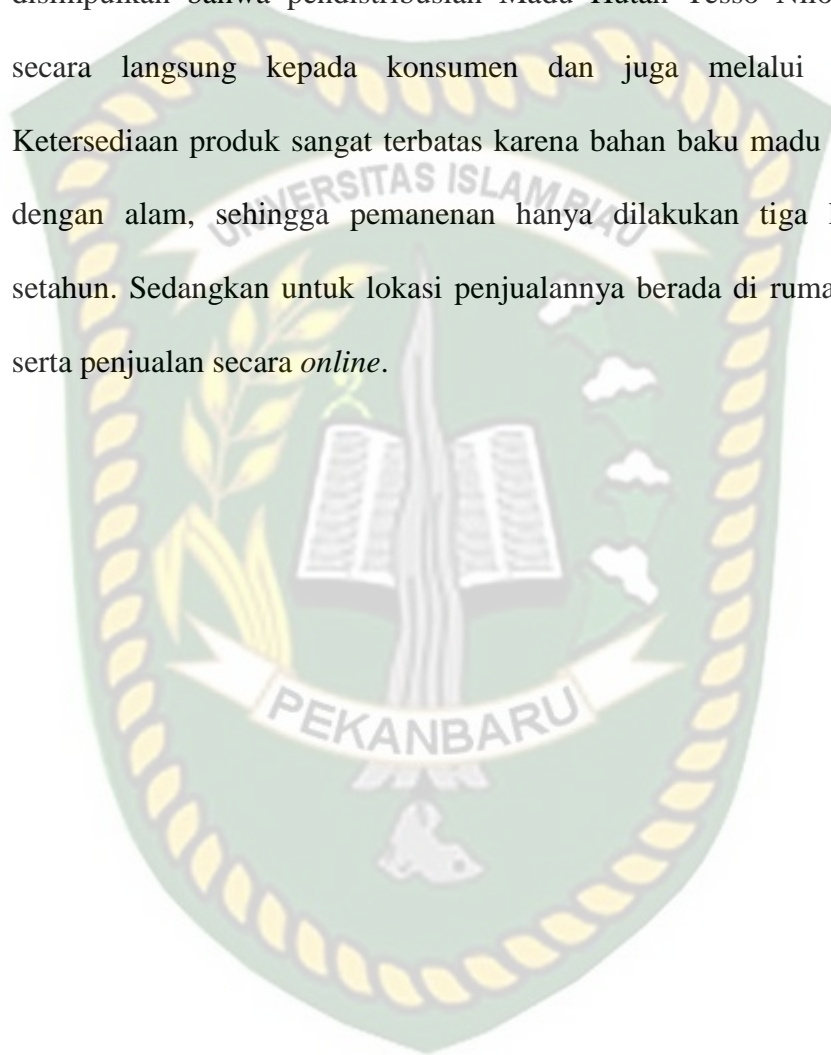 disimpulkan bahwa pendistribusian Madu Hutan Tesso Nilo
secara langsung kepada konsumen dan juga melalui
Ketersediaan produk sangat terbatas karena bahan baku madu
dengan alam, sehingga pemanenan hanya dilakukan tiga
setahun. Sedangkan untuk lokasi penjualannya berada di ruma
serta penjualan secara online.
UNIVERSITAS ISLAM RIAU
PEKANBARU